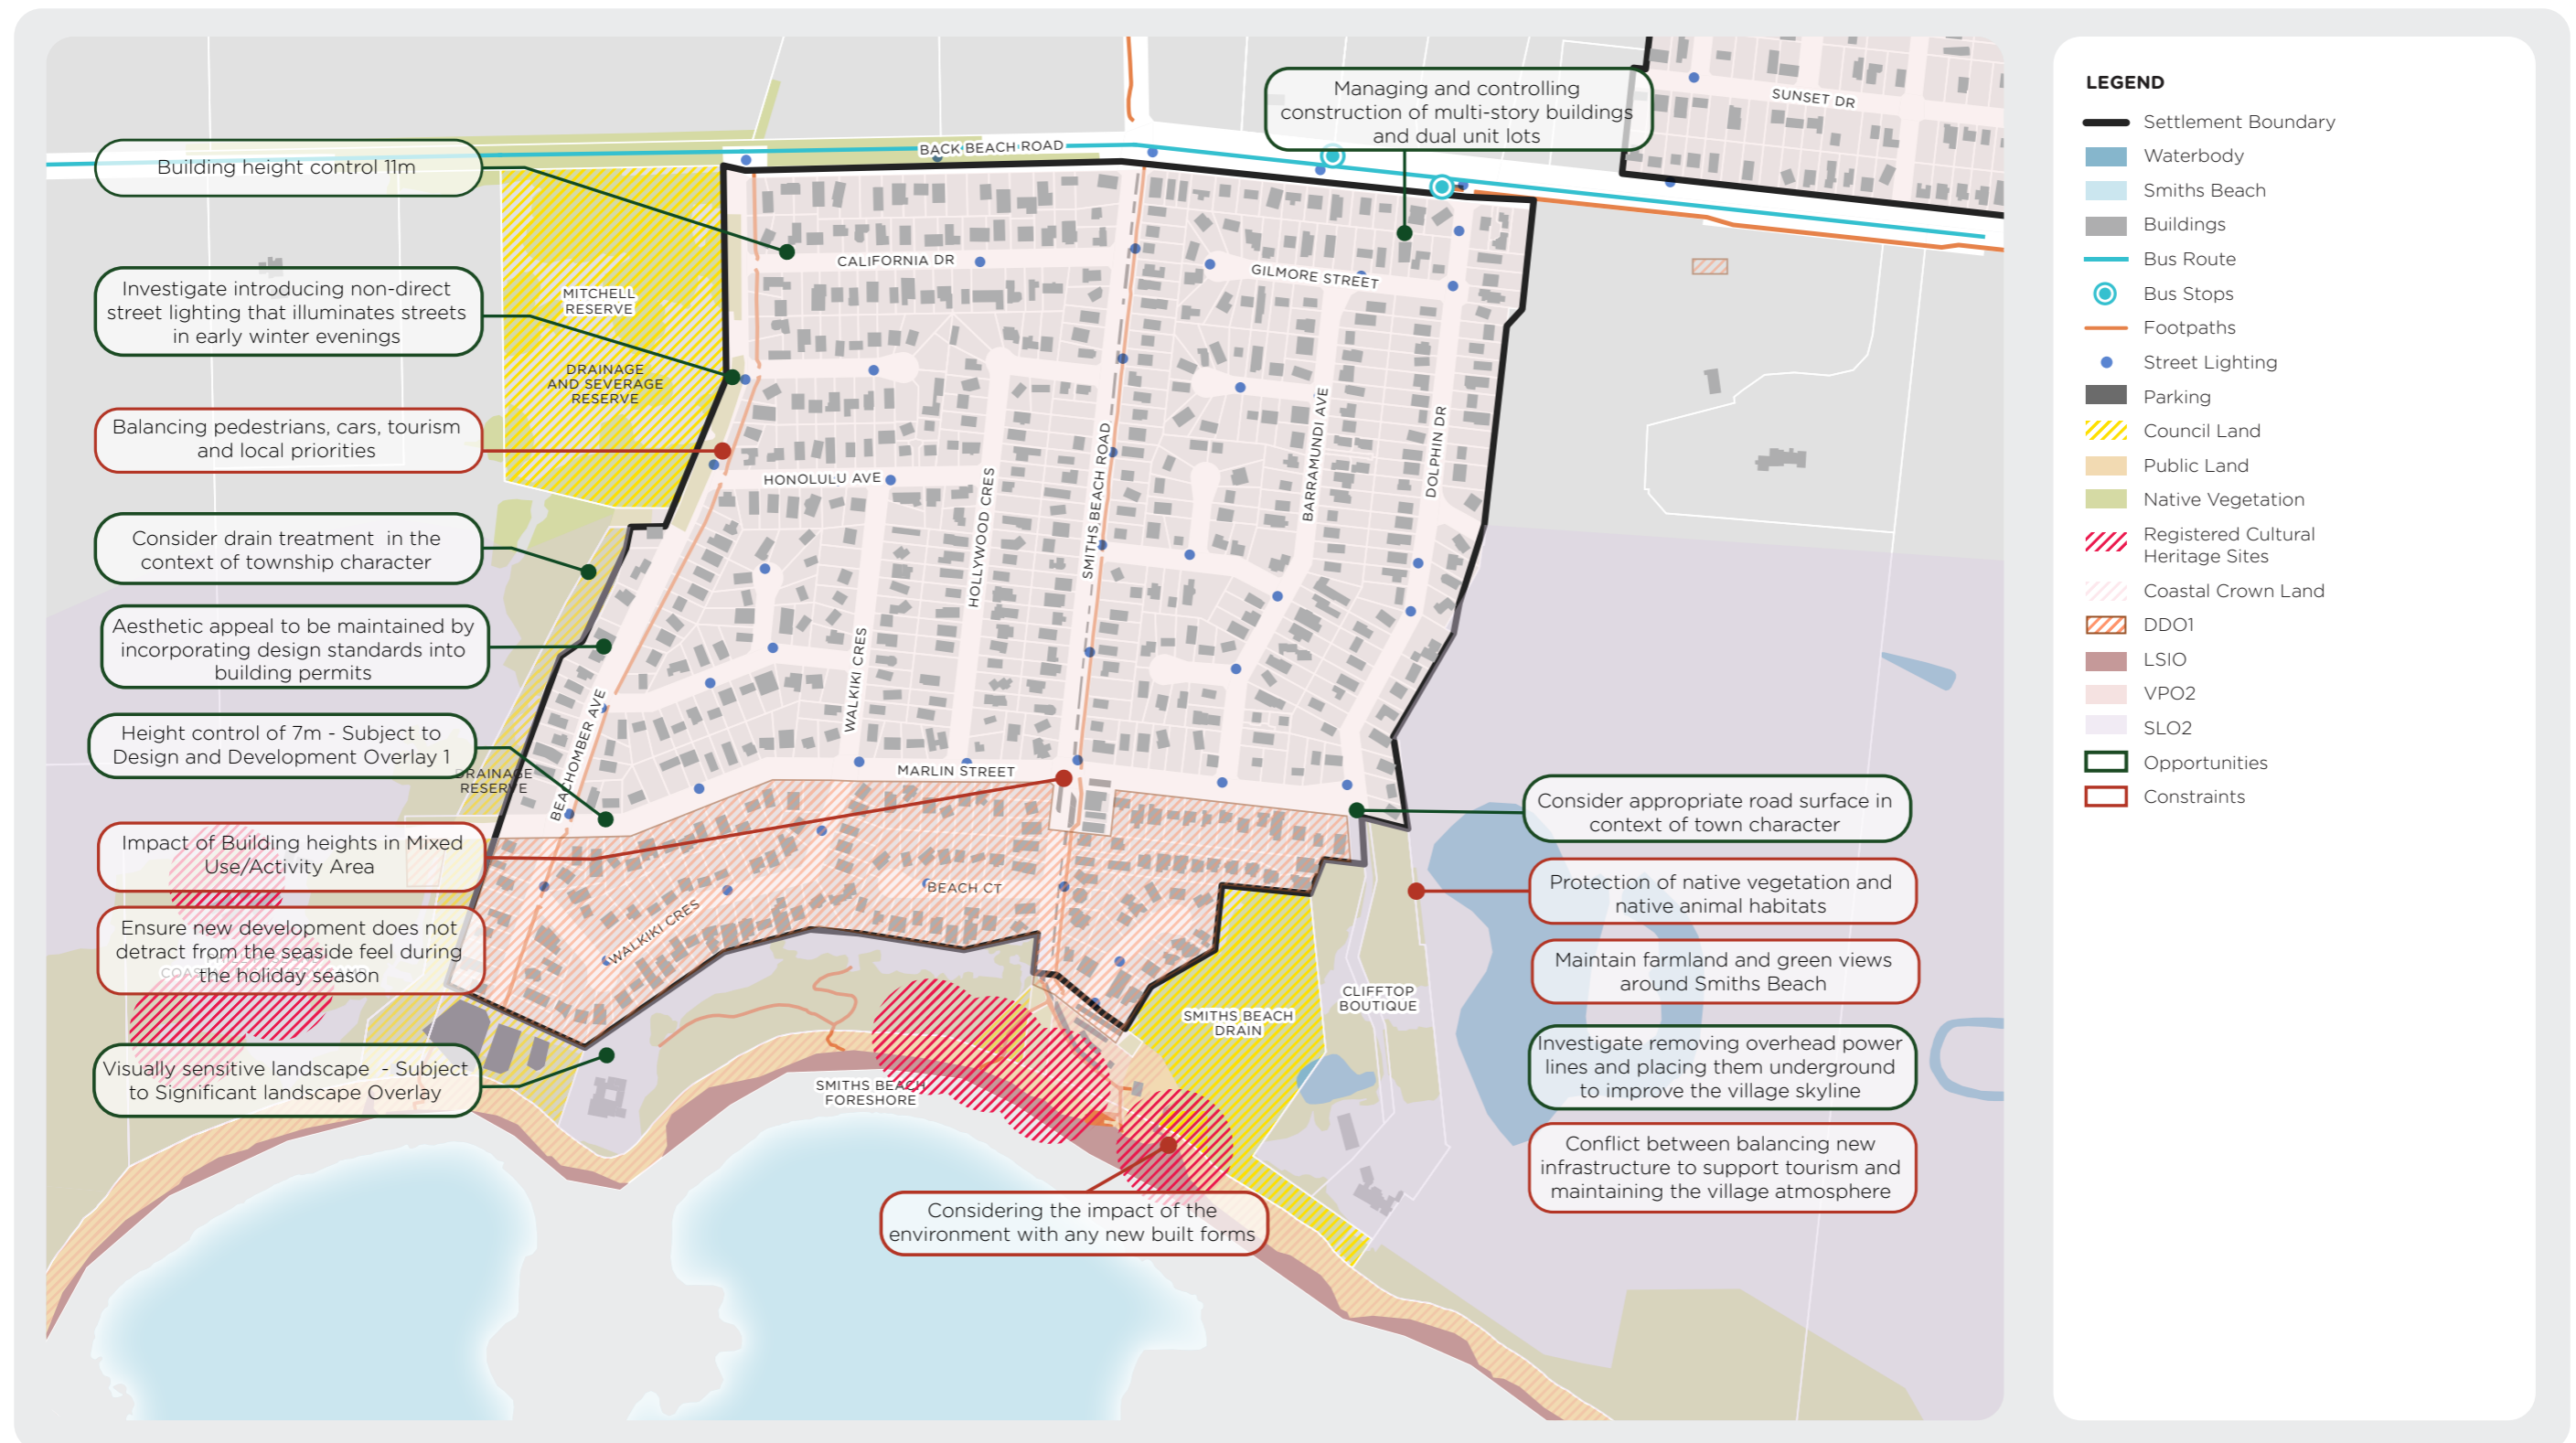 Building height control 11m
Investigate introducing non-direct
street lighting that illuminates streets
in early winter evenings
Balancing pedestrians, cars, tourism
and local priorities
Consider drain treatment  in the
context of township character
Aesthetic appeal to be maintained by
incorporating design standards into
building permits
Height control of 7m - Subject to
Design and Development Overlay 1
Impact of Building heights in Mixed
Use/Activity Area
Ensure new development does not
detract from the seaside feel during
the holiday season
Visually sensitive landscape  - Subject
to Significant landscape Overlay
Managing and controlling
construction of multi-story buildings
and dual unit lots
BACK BEACH ROAD
SUNSET DR
CALIFORNIA DR
GILMORE STREET
MITCHELL
RESERVE
DRAINAGE
AND SEVERAGE
RESERVE
HONOLULU AVE
HOLLYWOOD CRES
SMITHS BEACH ROAD
BARRAMUNDI AVE
DOLPHIN DR
WALKIKI CRES
BEACHCOMBER AVE
MARLIN STREET
DRAINAGE
RESERVE
BEACH CT
WALKIKI CRES
SMITHS BEACH
DRAIN
CLIFFTOP
BOUTIQUE
SMITHS BEACH
FORESHORE
Considering the impact of the
environment with any new built forms
Consider appropriate road surface in
context of town character
Protection of native vegetation and
native animal habitats
Maintain farmland and green views
around Smiths Beach
Investigate removing overhead power
lines and placing them underground
to improve the village skyline
Conflict between balancing new
infrastructure to support tourism and
maintaining the village atmosphere
LEGEND
Settlement Boundary
Waterbody
Smiths Beach
Buildings
Bus Route
Bus Stops
Footpaths
Street Lighting
Parking
Council Land
Public Land
Native Vegetation
Registered Cultural
Heritage Sites
Coastal Crown Land
DDO1
LSIO
VPO2
SLO2
Opportunities
Constraints